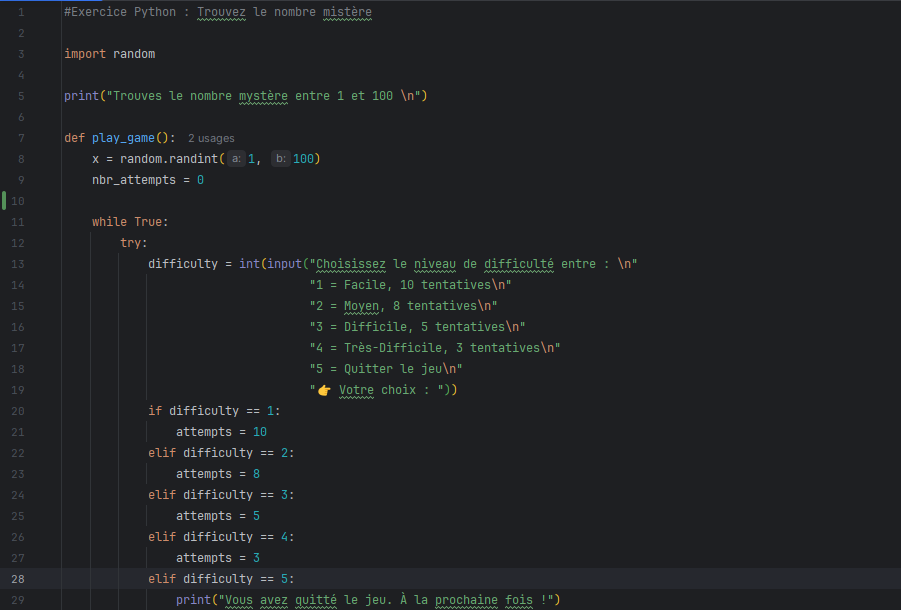 1 #Exercice Python : Trouvez le nombre mistère
2
3 import random
4
5 print("Trouves le nombre mystère entre 1 et 100 \n")
6
7 def play_game(): 2 usages
8 x = random.randint( a: 1, b: 100)
9 nbr_attempts = 0
10
11 while True:
12 try:
13 difficulty = int(input("Choisissez le niveau de difficulté entre : \n"
14 "1 = Facile, 10 tentatives\n"
15 "2 = Moyen, 8 tentatives\n"
16 "3 = Difficile, 5 tentatives\n"
17 "4 = Très-Difficile, 3 tentatives\n"
18 "5 = Quitter le jeu\n"
19 "👉 Votre choix : "))
20 if difficulty == 1:
21 attempts = 10
22 elif difficulty == 2:
23 attempts = 8
24 elif difficulty == 3:
25 attempts = 5
26 elif difficulty == 4:
27 attempts = 3
28 elif difficulty == 5:
29 print("Vous avez quitté le jeu. À la prochaine fois !")